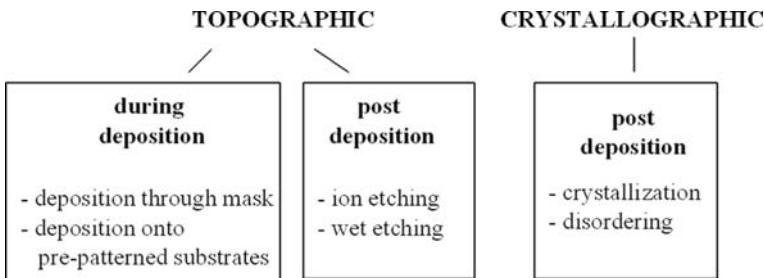 TOPOGRAPHIC
CRYSTALLOGRAPHIC
during
deposition
- deposition through mask
- deposition onto
pre-patterned substrates
post
deposition
- ion etching
- wet etching
post
deposition
- crystallization
- disordering